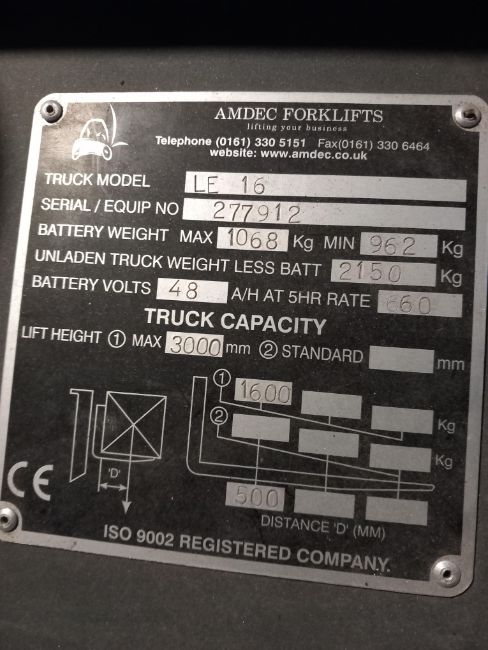 AMDEC FORKLIFTS
lifting your business
Telephone (0161) 330 5151 Fax(0161) 330 6464
website: www.amdec.co.uk
TRUCK MODEL LE 16
SERIAL / EQUIP NO 277912
BATTERY WEIGHT MAX 1068 Kg MIN 962 Kg
UNLADEN TRUCK WEIGHT LESS BATT 2150 Kg
BATTERY VOLTS 48 A/H AT 5HR RATE 660
TRUCK CAPACITY
LIFT HEIGHT ① MAX 3000 mm ② STANDARD mm
① 1600 Kg
② Kg
'D'
500
DISTANCE 'D' (MM)
CE
ISO 9002 REGISTERED COMPANY.